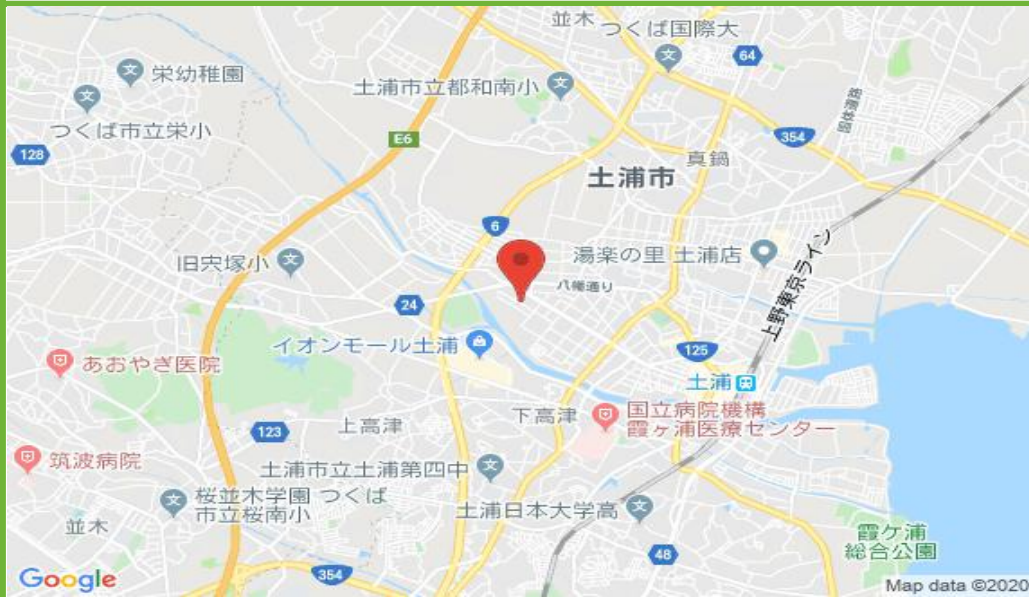 並木
つくば国際大
64
栄幼稚園
土浦市立都和南小
つくば市立栄小
国体道路
E6
354
128
真鍋
土浦市
6
湯楽の里 土浦店
旧宍塚小
上野東京ライン
八幡通り
24
イオンモール土浦
125
あおやぎ医院
土浦
国立病院機構
霞ヶ浦医療センター
下高津
上高津
123
筑波病院
土浦市立土浦第四中
桜並木学園 つくば
市立桜南小
土浦日本大学高
並木
霞ケ浦
総合公園
48
354
Google
Map data ©2020